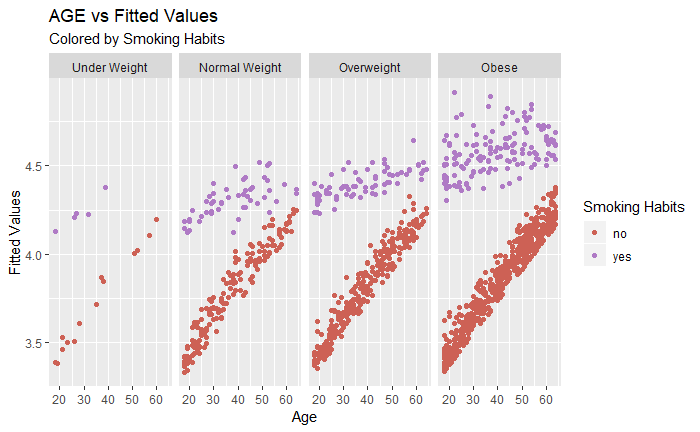 AGE vs Fitted Values
Colored by Smoking Habits
Under Weight Normal Weight Overweight Obese
4.5
4.0
3.5
Fitted Values
20 30 40 50 60 20 30 40 50 60 20 30 40 50 60 20 30 40 50 60
Age
Smoking Habits
no
yes